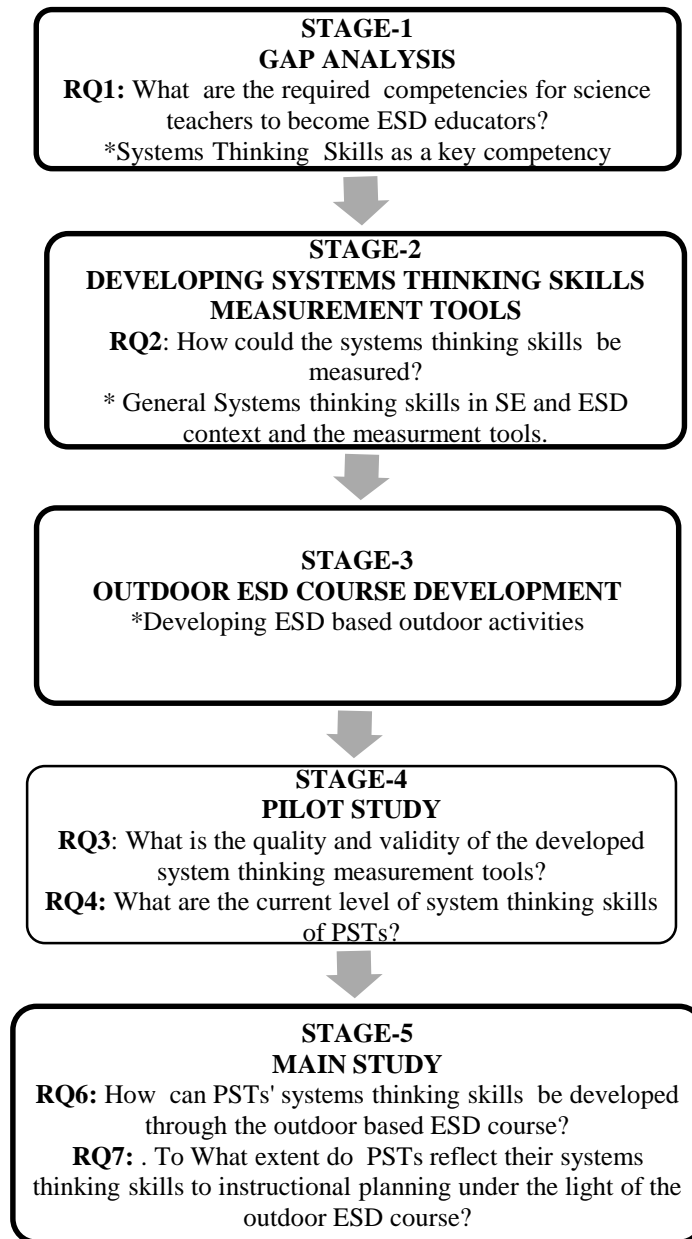 STAGE-1
GAP ANALYSIS
RQ1: What are the required competencies for science
teachers to become ESD educators?
*Systems Thinking Skills as a key competency
STAGE-2
DEVELOPING SYSTEMS THINKING SKILLS
MEASUREMENT TOOLS
RQ2: How could the systems thinking skills be
measured?
* General Systems thinking skills in SE and ESD
context and the measurment tools.
STAGE-3
OUTDOOR ESD COURSE DEVELOPMENT
*Developing ESD based outdoor activities
STAGE-4
PILOT STUDY
RQ3: What is the quality and validity of the developed
system thinking measurement tools?
RQ4: What are the current level of system thinking skills
of PSTs?
STAGE-5
MAIN STUDY
RQ6: How can PSTs' systems thinking skills be developed
through the outdoor based ESD course?
RQ7: . To What extent do PSTs reflect their systems
thinking skills to instructional planning under the light of the
outdoor ESD course?